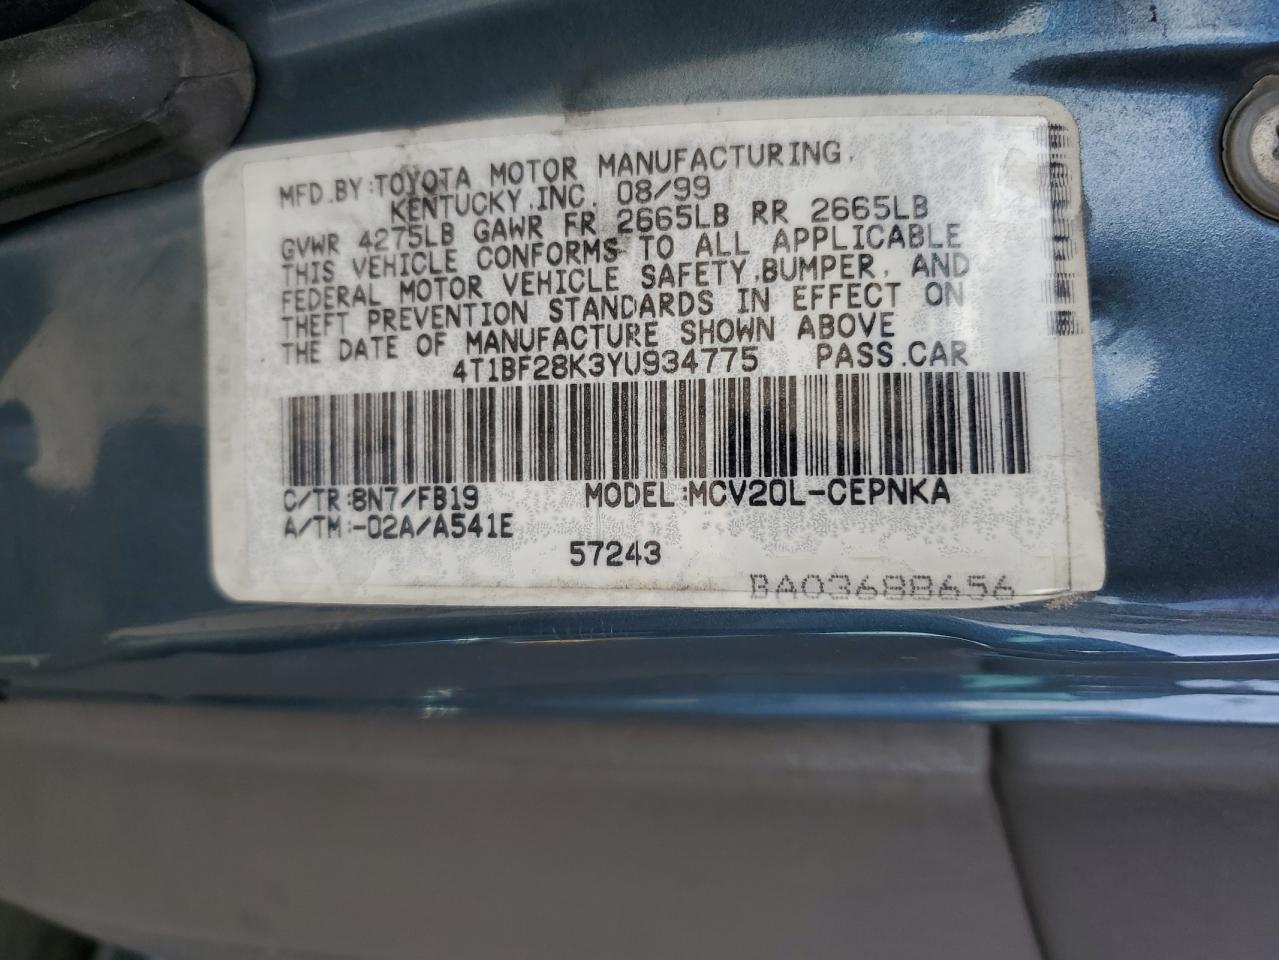 MFD.BY:TOYOTA MOTOR MANUFACTURING,
KENTUCKY,INC. 08/99
GVWR 4275LB GAWR FR 2665LB RR 2665LB
THIS VEHICLE CONFORMS TO ALL APPLICABLE
FEDERAL MOTOR VEHICLE SAFETY,BUMPER, AND
THEFT PREVENTION STANDARDS IN EFFECT ON
THE DATE OF MANUFACTURE SHOWN ABOVE
4T1BF28K3YU934775 PASS.CAR
C/TR:8N7/FB19 MODEL:MCV20L-CEPNKA
A/TM:-02A/A541E
57243
BA03688656